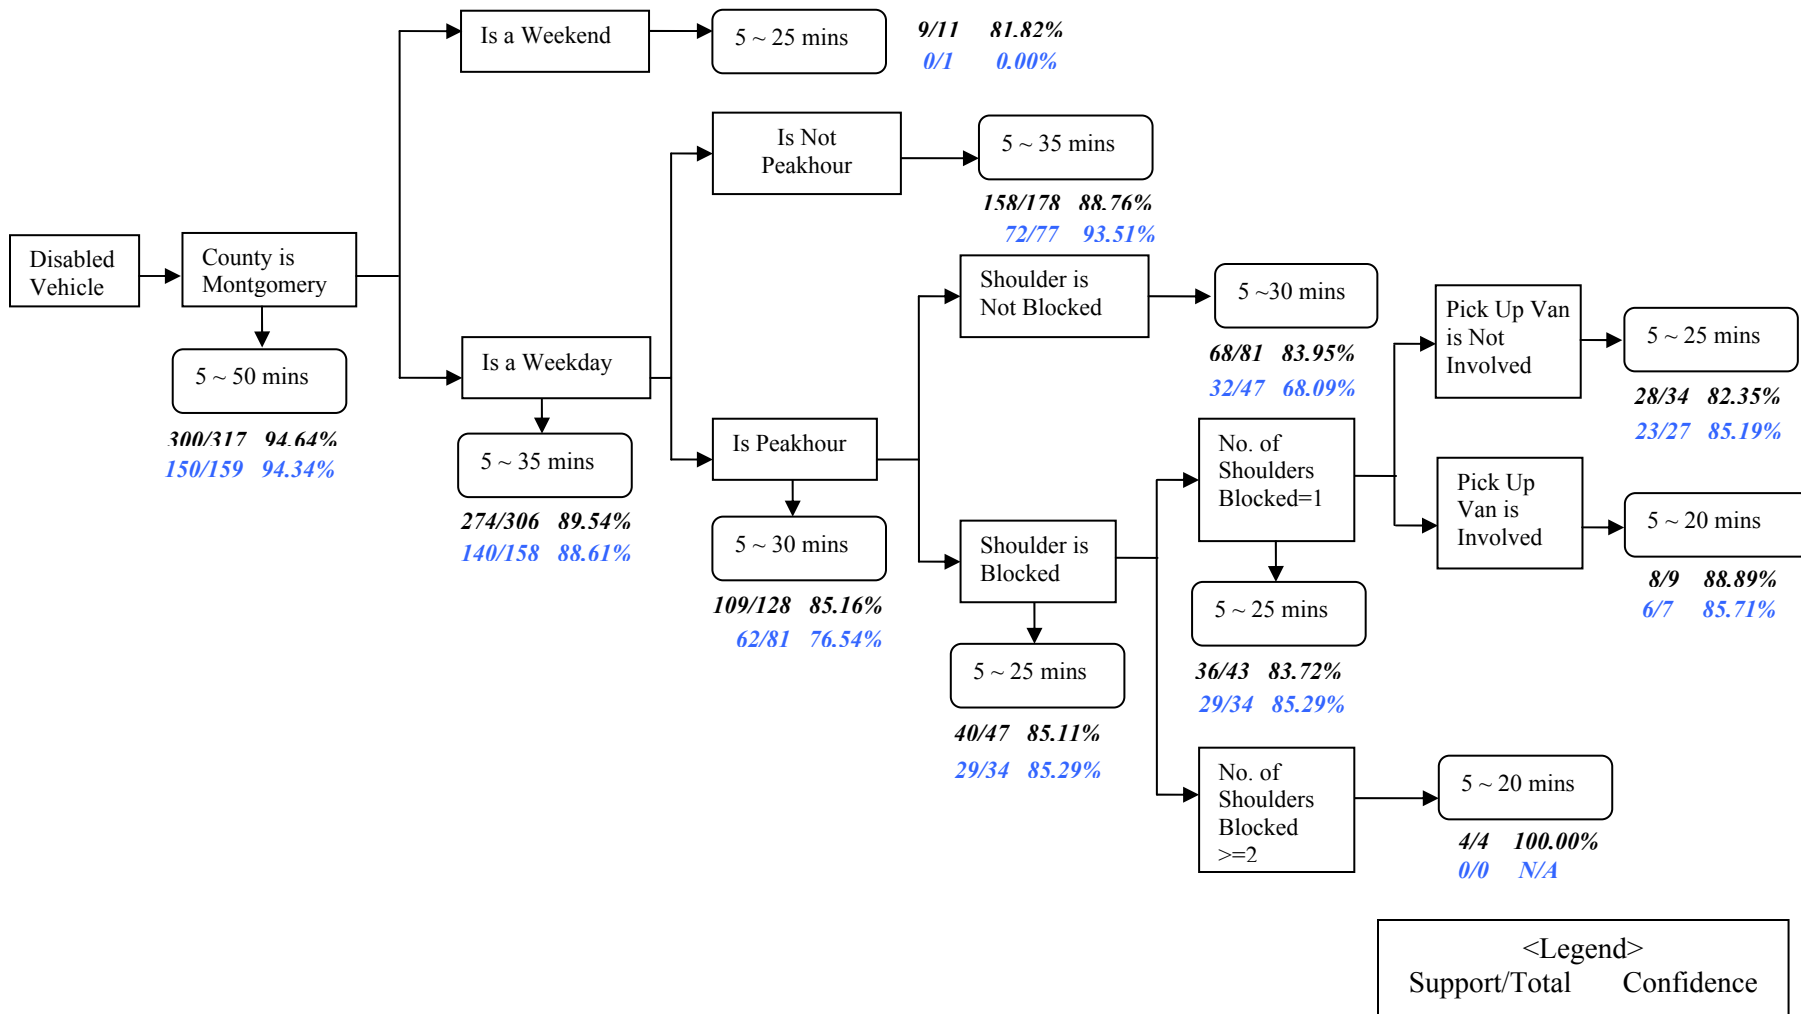 Is a Weekend
5 ~ 25 mins
9/11 81.82%
0/1 0.00%
Is Not
Peakhour
5 ~ 35 mins
158/178 88.76%
72/77 93.51%
Disabled
Vehicle
County is
Montgomery
5 ~ 50 mins
300/317 94.64%
150/159 94.34%
Is a Weekday
5 ~ 35 mins
274/306 89.54%
140/158 88.61%
Is Peakhour
5 ~ 30 mins
109/128 85.16%
62/81 76.54%
Shoulder is
Not Blocked
5 ~30 mins
68/81 83.95%
32/47 68.09%
Shoulder is
Blocked
5 ~ 25 mins
40/47 85.11%
29/34 85.29%
No. of
Shoulders
Blocked=1
5 ~ 25 mins
36/43 83.72%
29/34 85.29%
Pick Up Van
is Not
Involved
5 ~ 25 mins
28/34 82.35%
23/27 85.19%
Pick Up
Van is
Involved
5 ~ 20 mins
8/9 88.89%
6/7 85.71%
No. of
Shoulders
Blocked
>=2
5 ~ 20 mins
4/4 100.00%
0/0 N/A
<Legend>
Support/Total Confidence